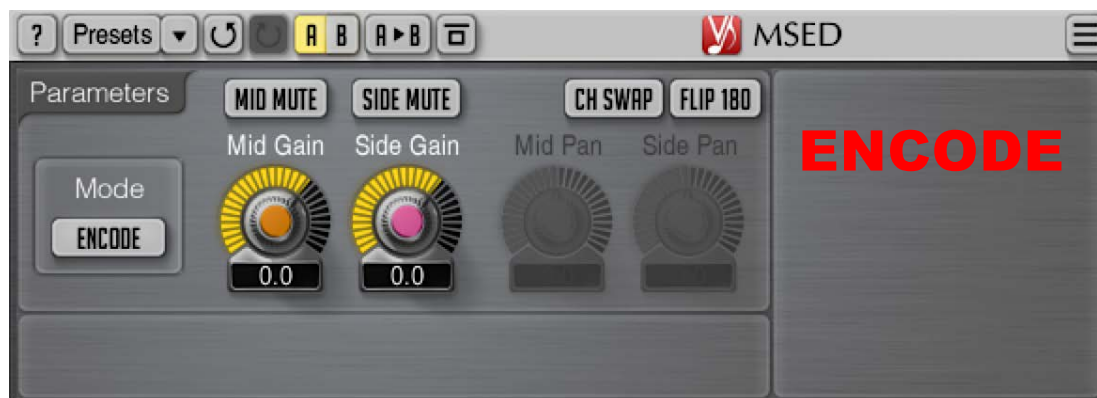 ? Presets A B A▶B MSED
Parameters MID MUTE SIDE MUTE CH SWAP FLIP 180
Mid Gain Side Gain Mid Pan Side Pan
ENCODE
Mode
ENCODE
0.0 0.0